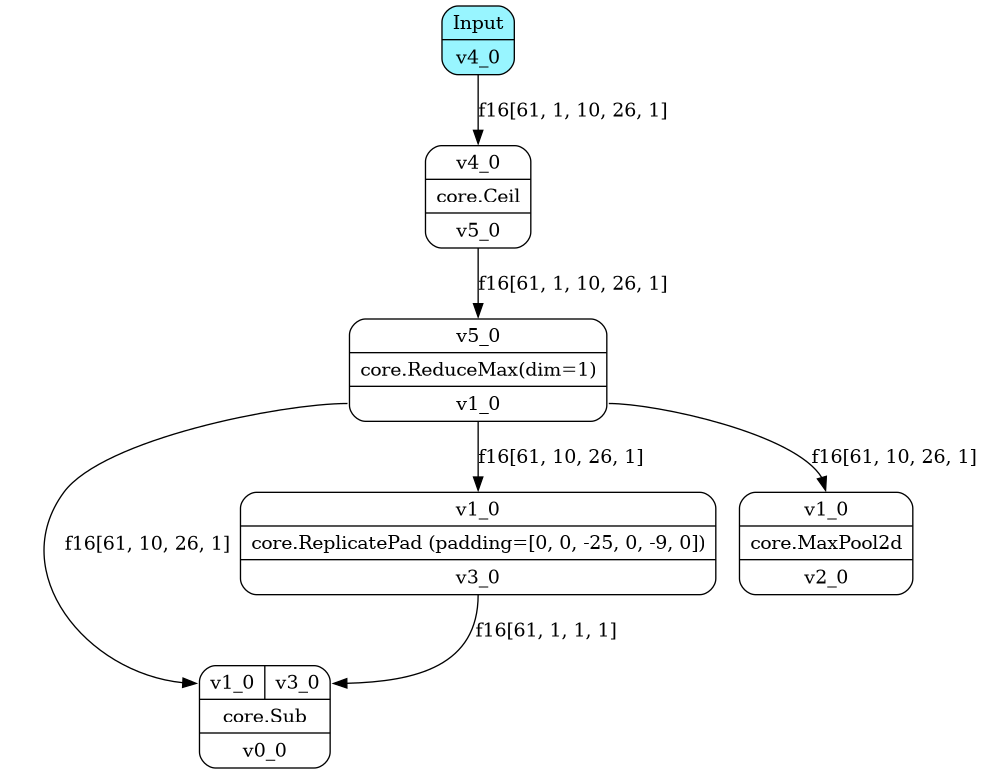 Input
v4_0
f16[61, 1, 10, 26, 1]
v4_0
core.Ceil
v5_0
f16[61, 1, 10, 26, 1]
v5_0
core.ReduceMax(dim=1)
v1_0
f16[61, 10, 26, 1]
f16[61, 10, 26, 1]
f16[61, 10, 26, 1]
v1_0
core.ReplicatePad (padding=[0, 0, -25, 0, -9, 0])
v3_0
v1_0
core.MaxPool2d
v2_0
f16[61, 1, 1, 1]
v1_0 v3_0
core.Sub
v0_0